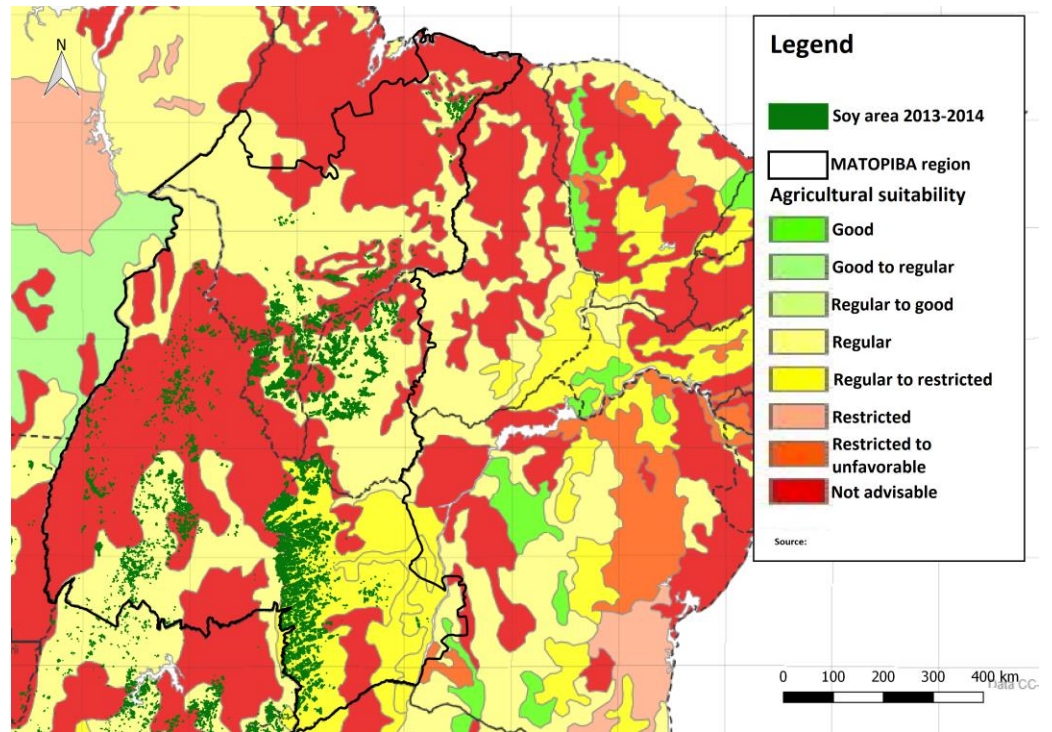 N
Legend
Soy area 2013-2014
MATOPIBA region
Agricultural suitability
Good
Good to regular
Regular to good
Regular
Regular to restricted
Restricted
Restricted to
unfavorable
Not advisable
Source:
0 100 200 300 400 km
CC-